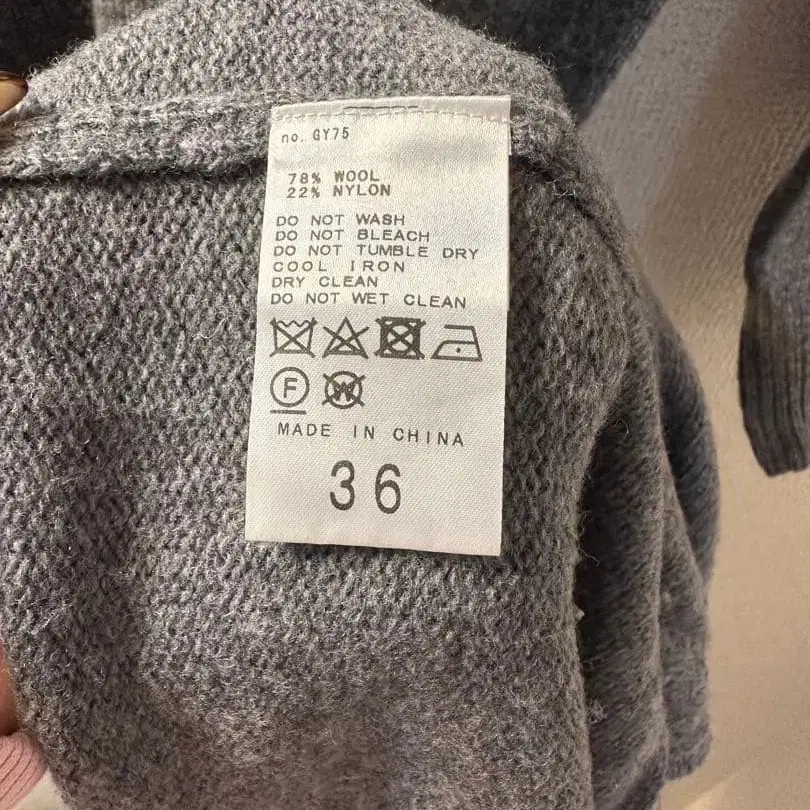 no. GY75
78% WOOL
22% NYLON
DO NOT WASH
DO NOT BLEACH
DO NOT TUMBLE DRY
COOL IRON
DRY CLEAN
DO NOT WET CLEAN
F W
MADE IN CHINA
36